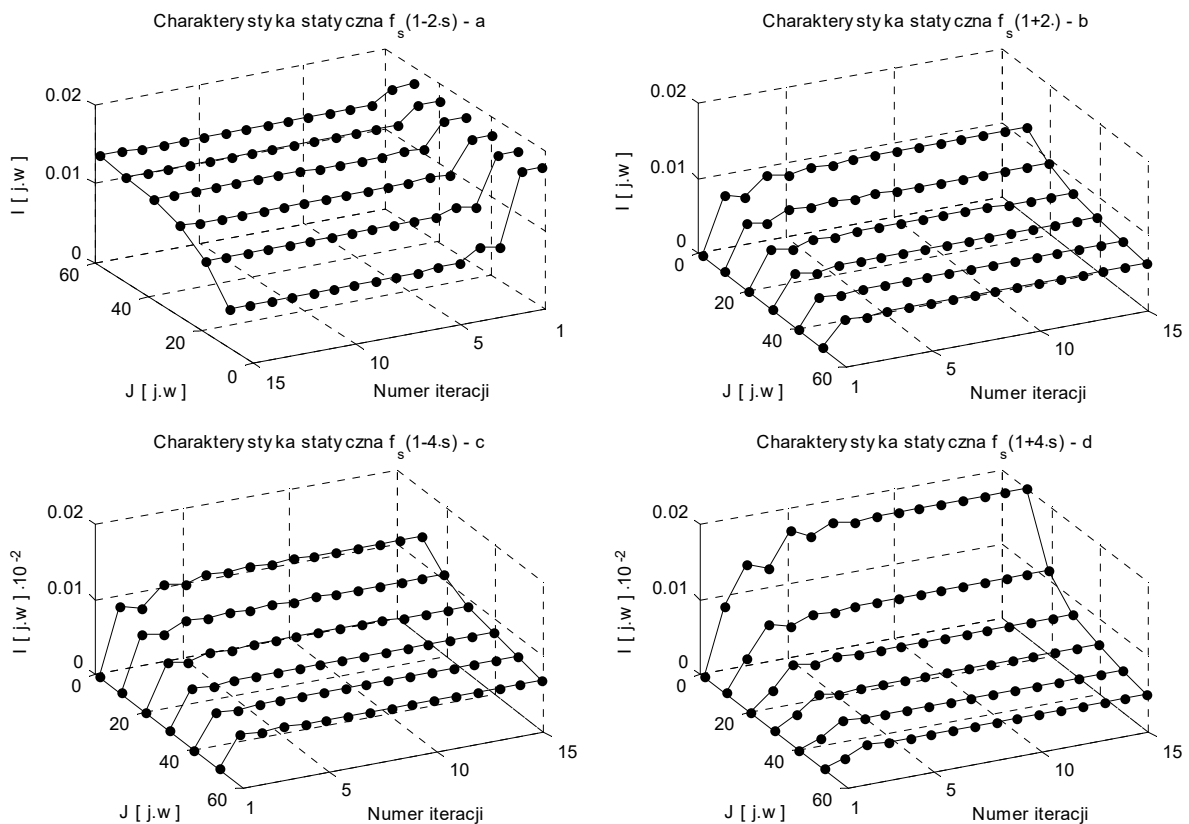 Charakterystyka statyczna f_s(1-2.s) - a
0.02
0.01
0
I [ j.w ]
60
40
20
0
J [ j.w ]
15
10
5
1
Numer iteracji
Charakterystyka statyczna f_s(1+2.) - b
0.02
0.01
0
I [ j.w ]
0
20
40
60
J [ j.w ]
1
5
10
15
Numer iteracji
Charakterystyka statyczna f_s(1-4.s) - c
0.02
0.01
0
I [ j.w ] .10^-2
0
20
40
60
J [ j.w ]
1
5
10
15
Numer iteracji
Charakterystyka statyczna f_s(1+4.s) - d
0.02
0.01
0
I [ j.w ] .10^-2
0
20
40
60
J [ j.w ]
1
5
10
15
Numer iteracji